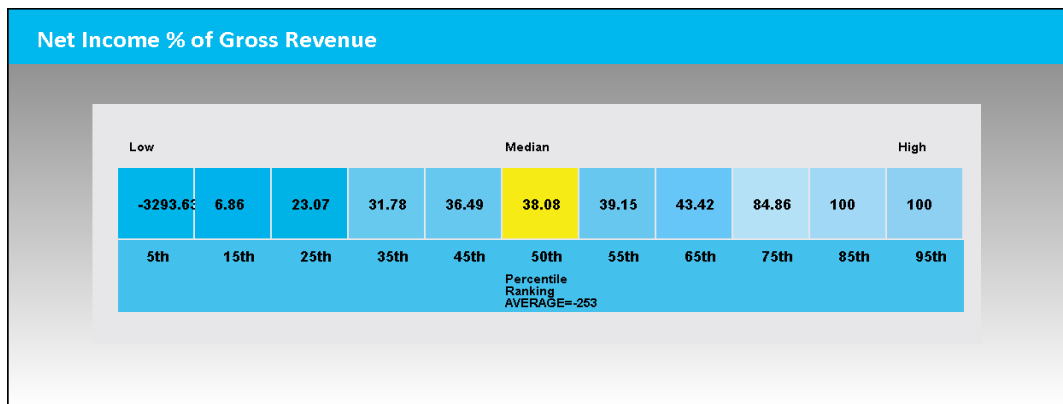 Net Income % of Gross Revenue
Low Median High
-3293.63 6.86 23.07 31.78 36.49 38.08 39.15 43.42 84.86 100 100
5th 15th 25th 35th 45th 50th 55th 65th 75th 85th 95th
Percentile
Ranking
AVERAGE=-253